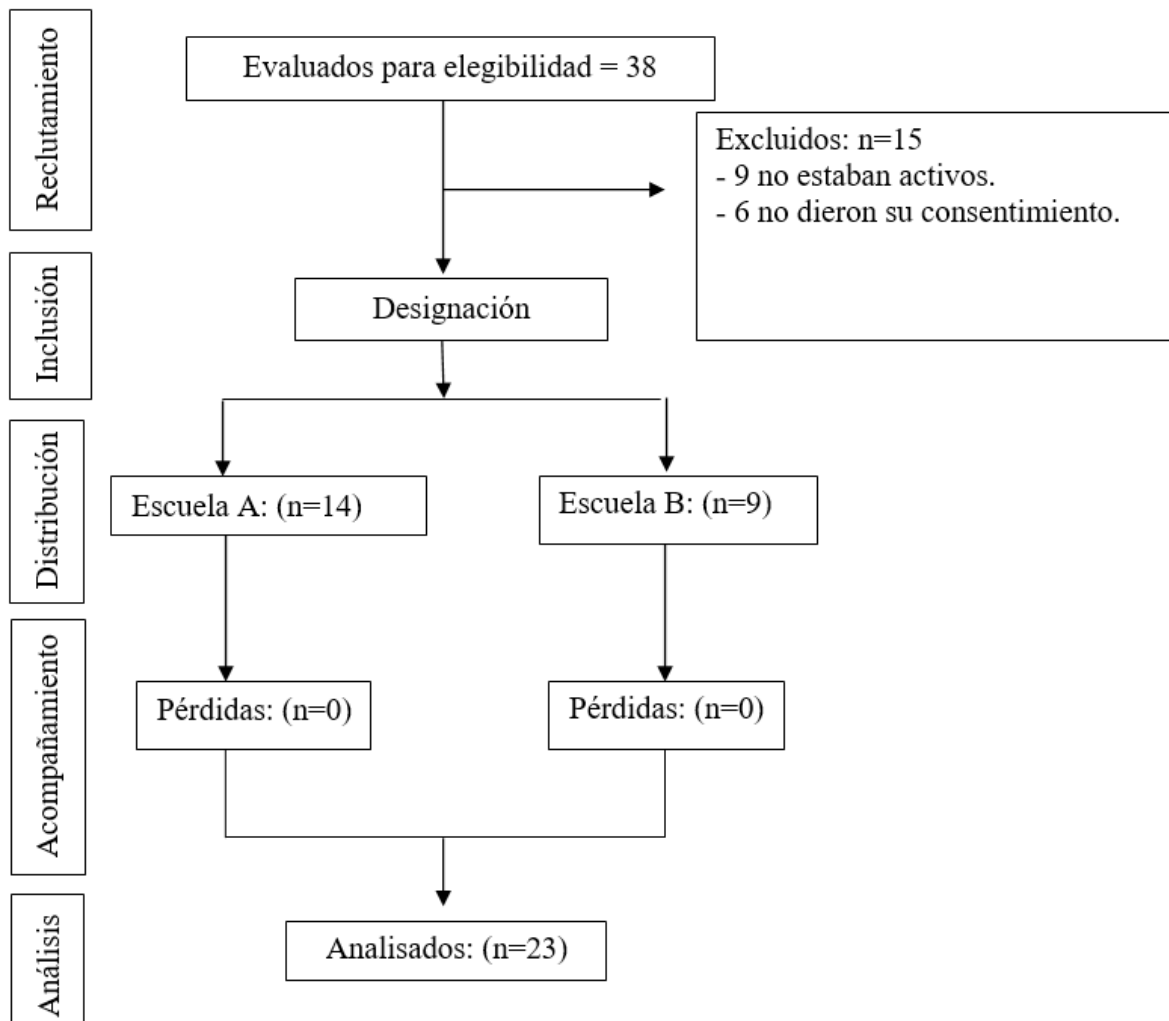 Reclutamiento
Evaluados para elegibilidad = 38
Excluidos: n=15
- 9 no estaban activos.
- 6 no dieron su consentimiento.
Inclusión
Designación
Distribución
Escuela A: (n=14)
Escuela B: (n=9)
Acompañamiento
Pérdidas: (n=0)
Pérdidas: (n=0)
Análisis
Analisados: (n=23)